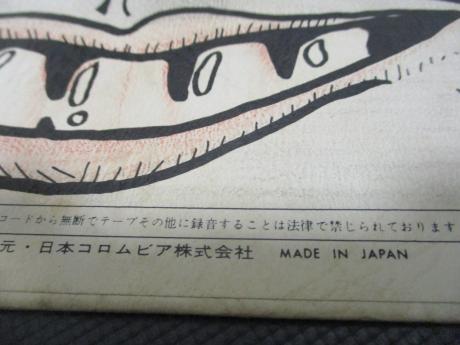 コードから無断でテープその他に録音することは法律で禁じられております
元・日本コロムビア株式会社 MADE IN JAPAN